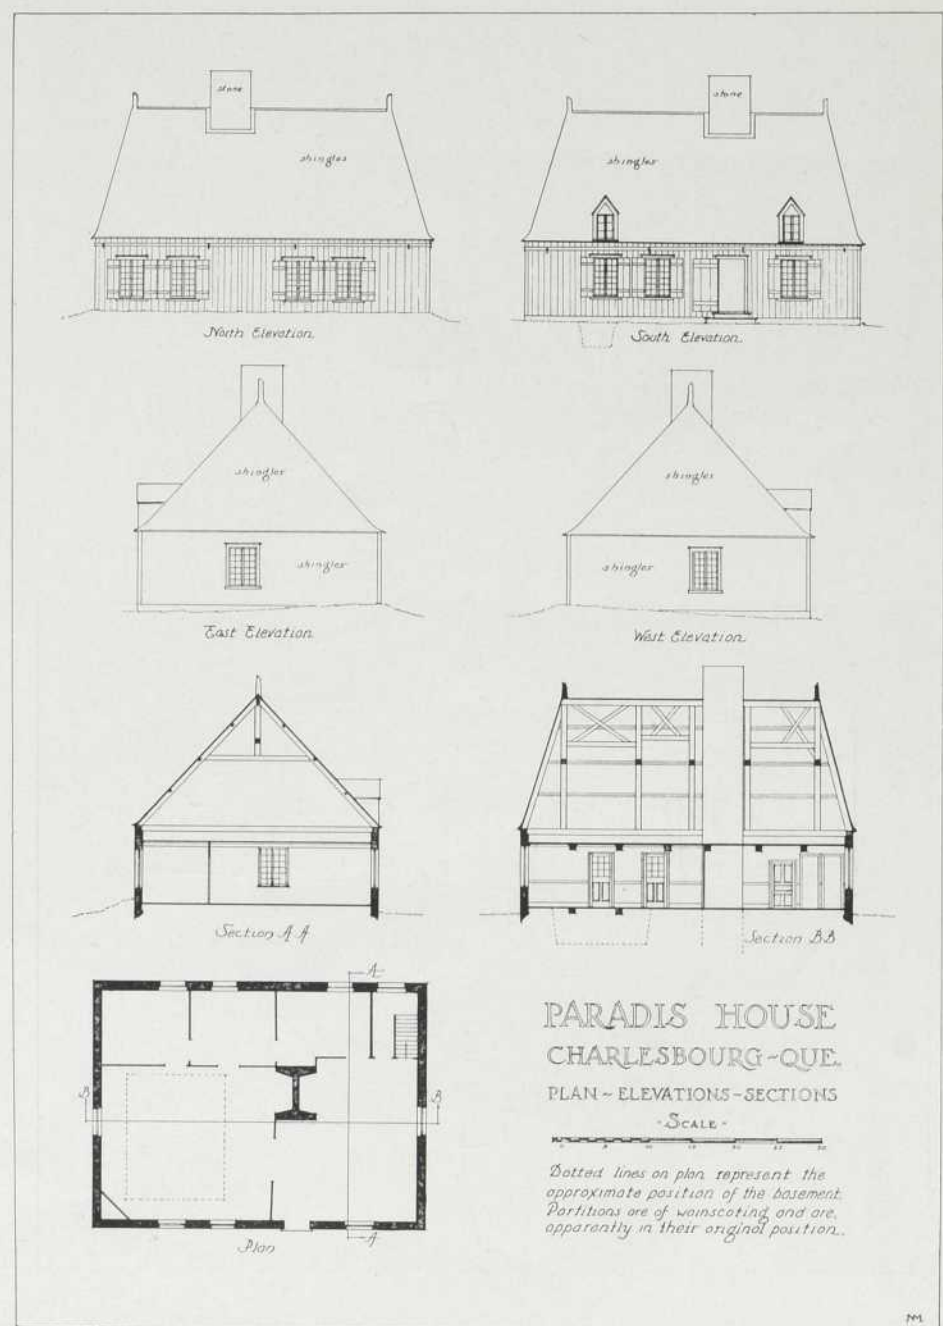 stone
shingles
North Elevation.
stone
shingles
South Elevation.
shingles
shingles
East Elevation
shingles
shingles
West Elevation.
Section A A
Section B B
A
B
B
A
Plan
PARADIS HOUSE
CHARLESBOURG ~ QUE.
PLAN ~ ELEVATIONS - SECTIONS
- SCALE -
Dotted lines on plan represent the
approximate position of the basement.
Partitions are of wainscoting and are,
apparantly in their original position.